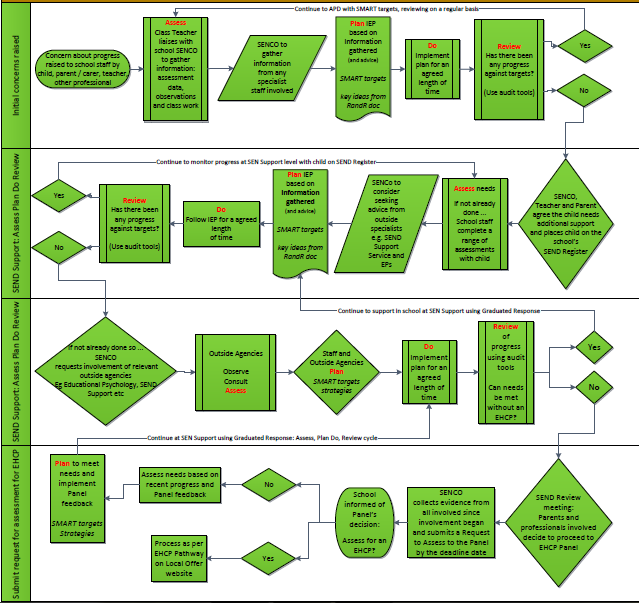 Initial concerns raised
Continue to APD with SMART targets, reviewing on a regular basis
Concern about progress
raised to school staff by
child, parent / carer, teacher,
other professional
Assess
Class Teacher
liaises with
school SENCO
to gather
information:
assessment
data,
observations
and class work
SENCO to
gather
information
from any
specialist
staff involved
Plan IEP
based on
Information
gathered
(and advice)
SMART targets
key ideas from
RandR doc
Do
Implement
plan for an
agreed
length of
time
Review
Has there been
any progress
against targets?
(Use audit tools)
Yes
No
SEND Support: Assess Plan Do Review
Continue to monitor progress at SEN Support level with child on SEND Register
SENCO,
Teacher and Parent
agree the child needs
additional support
and places child on the
school's
SEND Register
Assess needs
If not already
done ...
School staff
complete a
range of
assessments
with child
SENCo to
consider
seeking
advice from
outside
specialists
e.g. SEND
Support
Service and
EPs
Plan IEP
based on
Information
gathered
(and advice)
SMART targets
key ideas from
RandR doc
Do
Follow IEP for a agreed
length
of time
Review
Has there been
any progress
against targets?
(Use audit tools)
Yes
No
SEND Support: Assess Plan Do Review
Continue to support in school at SEN Support using Graduated Response
If not already done so ...
SENCO
requests involvement of relevant
outside agencies
Eg Educational Psychology, SEND
Support etc
Outside Agencies
Observe
Consult
Assess
Staff and
Outside Agencies
Plan
SMART targets
strategies
Do
Implement
plan for an
agreed
length of
time
Review
of
progress
using audit
tools
Can needs
be met
without an
EHCP?
Yes
No
Continue at SEN Support using Graduated Response: Assess, Plan Do, Review cycle
Submit request for assessment for EHCP
SEND Review
meeting:
Parents and
professionals involved
decide to proceed to
EHCP Panel
SENCO
collects evidence from
all involved since
involvement began
and submits a Request
to Assess to the Panel
by the deadline date
School
informed of
Panel's
decision:
Assess for an
EHCP?
No
Yes
Assess needs based on
recent progress and
Panel feedback
Process as per
EHCP Pathway
on Local Offer
website
Plan to meet
needs and
implement
Panel
feedback
SMART targets
Strategies